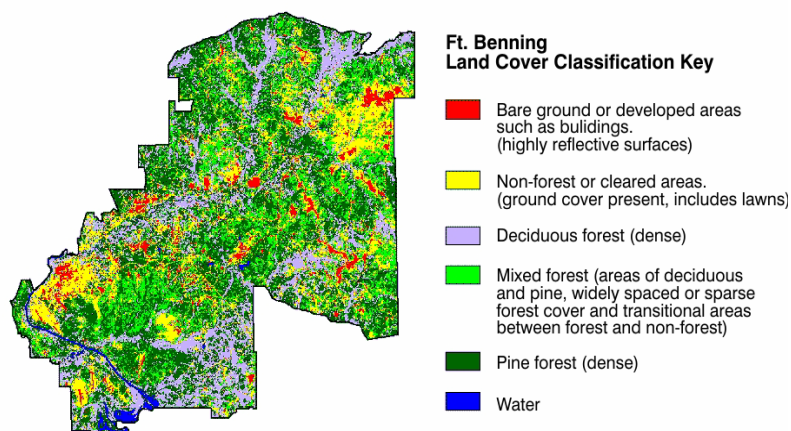 Ft. Benning
Land Cover Classification Key
Bare ground or developed areas
such as bulidings.
(highly reflective surfaces)
Non-forest or cleared areas.
(ground cover present, includes lawns)
Deciduous forest (dense)
Mixed forest (areas of deciduous
and pine, widely spaced or sparse
forest cover and transitional areas
between forest and non-forest)
Pine forest (dense)
Water